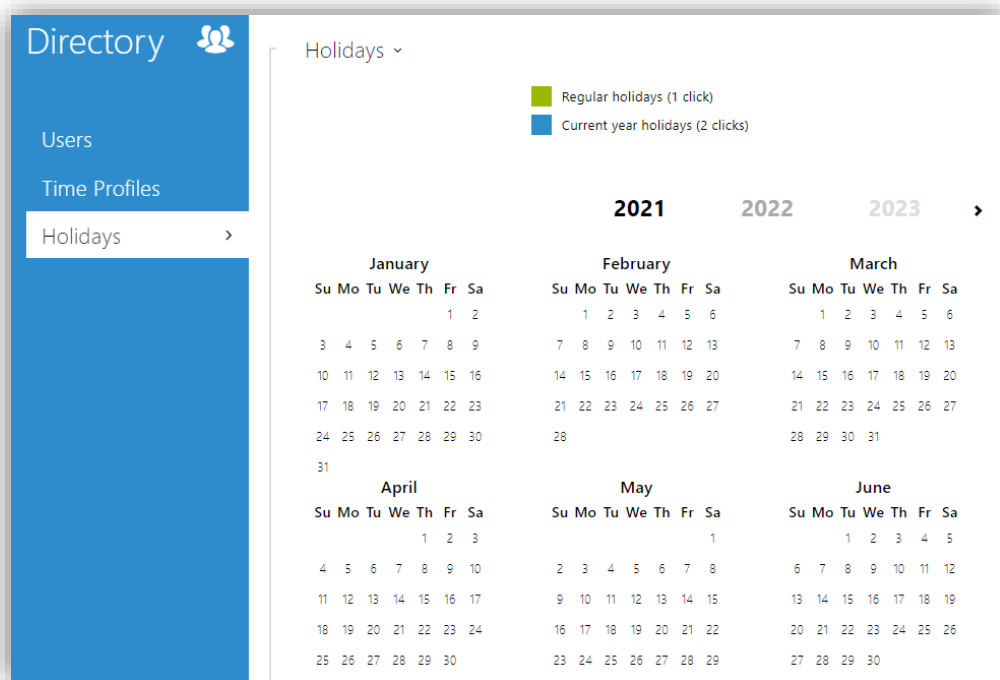 Directory
Users
Time Profiles
Holidays
Holidays
Regular holidays (1 click)
Current year holidays (2 clicks)
2021 2022 2023
January
Su Mo Tu We Th Fr Sa
1 2
3 4 5 6 7 8 9
10 11 12 13 14 15 16
17 18 19 20 21 22 23
24 25 26 27 28 29 30
31
February
Su Mo Tu We Th Fr Sa
1 2 3 4 5 6
7 8 9 10 11 12 13
14 15 16 17 18 19 20
21 22 23 24 25 26 27
28
March
Su Mo Tu We Th Fr Sa
1 2 3 4 5 6
7 8 9 10 11 12 13
14 15 16 17 18 19 20
21 22 23 24 25 26 27
28 29 30 31
April
Su Mo Tu We Th Fr Sa
1 2 3
4 5 6 7 8 9 10
11 12 13 14 15 16 17
18 19 20 21 22 23 24
25 26 27 28 29 30
May
Su Mo Tu We Th Fr Sa
1
2 3 4 5 6 7 8
9 10 11 12 13 14 15
16 17 18 19 20 21 22
23 24 25 26 27 28 29
June
Su Mo Tu We Th Fr Sa
1 2 3 4 5
6 7 8 9 10 11 12
13 14 15 16 17 18 19
20 21 22 23 24 25 26
27 28 29 30